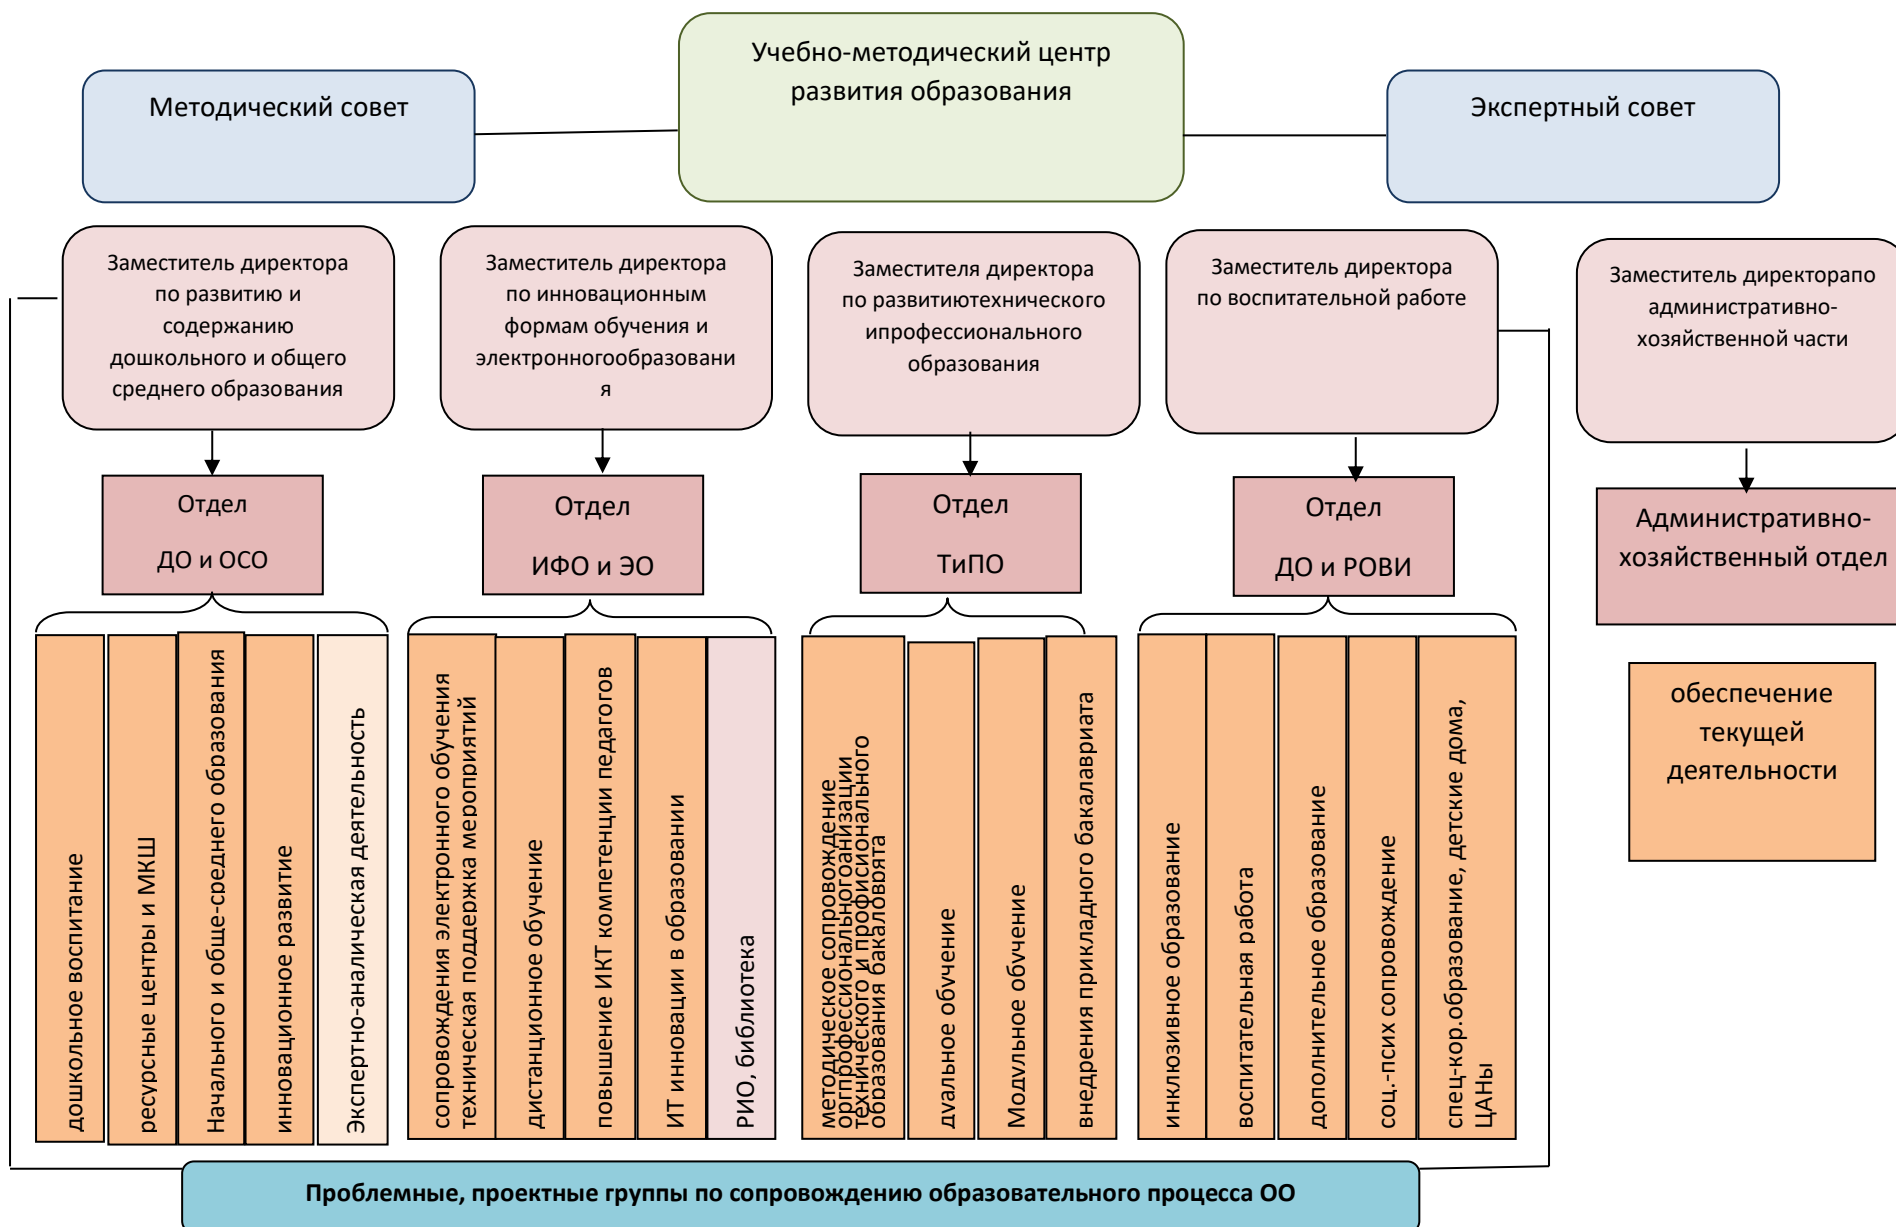 Учебно-методический центр
развития образования
Методический совет
Экспертный совет
Заместитель директора
по развитию и
содержанию
дошкольного и общего
среднего образования
Заместитель директора
по инновационным
формам обучения и
электронногообразовани
я
Заместителя директора
по развитиютехнического
ипрофессионального
образования
Заместитель директора
по воспитательной работе
Заместитель директорапо
административно-
хозяйственной части
Отдел
ДО и ОСО
Отдел
ИФО и ЭО
Отдел
ТиПО
Отдел
ДО и РОВИ
Административно-
хозяйственный отдел
дошкольное воспитание
ресурсные центры и МКШ
Начального и обще-среднего образования
инновационное развитие
Экспертно-аналическая деятельность
сопровождения электронного обучения
техническая поддержка мероприятий
дистанционное обучение
повышение ИКТ компетенции педагогов
ИТ инновации в образовании
РИО, библиотека
методическое сопровождение
оргпрофессиональноганизации
технического и профисионального
образования бакаловрята
дуальное обучение
Модульное обучение
внедрения прикладного бакалавриата
инклюзивное образование
воспитательная работа
дополнительное образование
соц.-псих сопровождение
спец-кор.образование, детские дома,
ЦАНы
обеспечение
текущей
деятельности
Проблемные, проектные группы по сопровождению образовательного процесса ОО